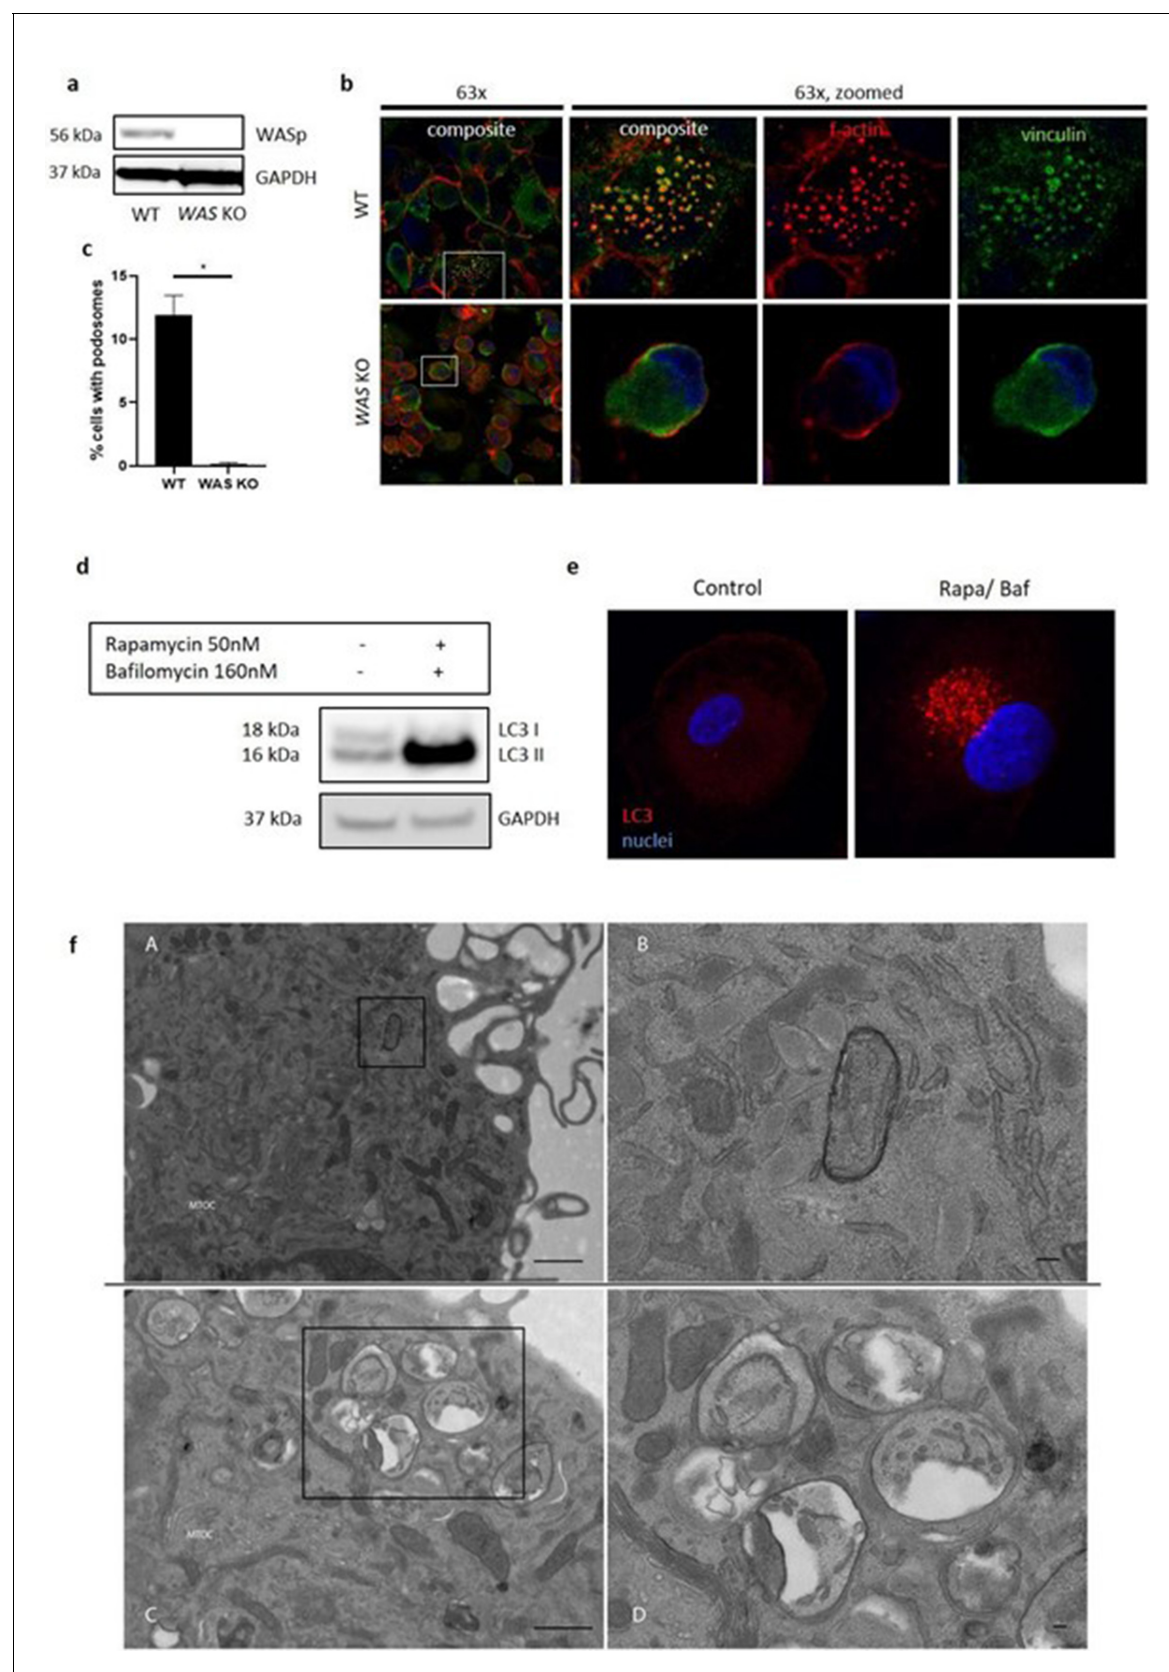 a
56 kDa
WASp
37 kDa
GAPDH
WT WAS KO
b
63x
63x, zoomed
composite
composite
f-actin
vinculin
WT
WAS KO
c
% cells with podosomes
15
*
10
5
0
WT WAS KO
d
Rapamycin 50nM - +
Bafilomycin 160nM - +
18 kDa LC3 I
16 kDa LC3 II
37 kDa GAPDH
e
Control
Rapa/ Baf
LC3
nuclei
f
A
B
MTOC
MTOC
C
D